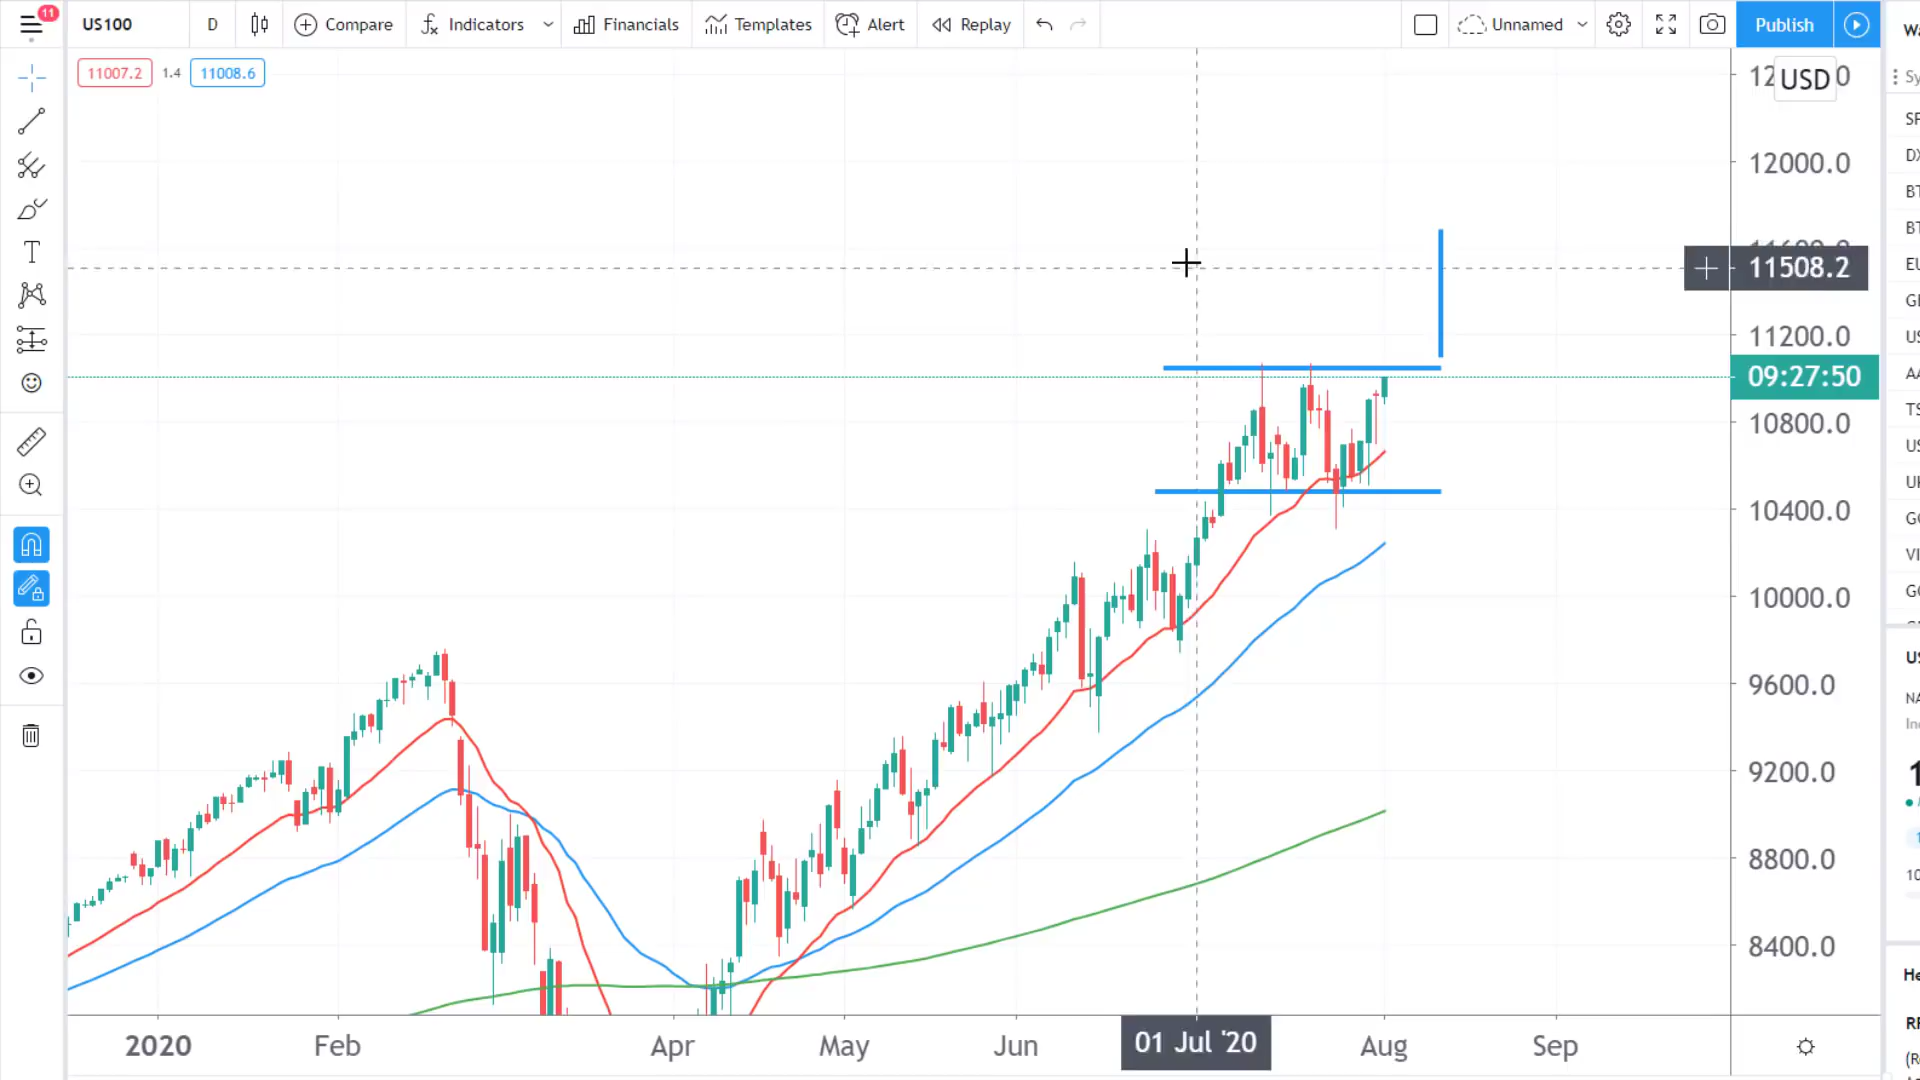 11
US100
D
Compare
Indicators
Financials
Templates
Alert
Replay
Unnamed
Publish
11007.2
1.4
11008.6
USD
12000.0
11508.2
11200.0
09:27:50
10800.0
10400.0
10000.0
9600.0
9200.0
8800.0
8400.0
2020
Feb
Apr
May
Jun
01 Jul '20
Aug
Sep